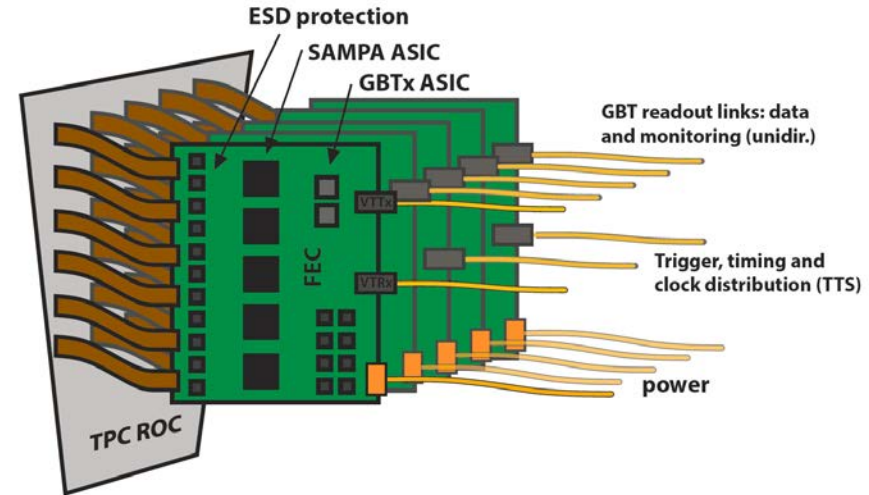 ESD protection
SAMPA ASIC
GBTx ASIC
GBT readout links: data
and monitoring (unidir.)
VTTx
FEC
VTRx
Trigger, timing and
clock distribution (TTS)
power
TPC ROC